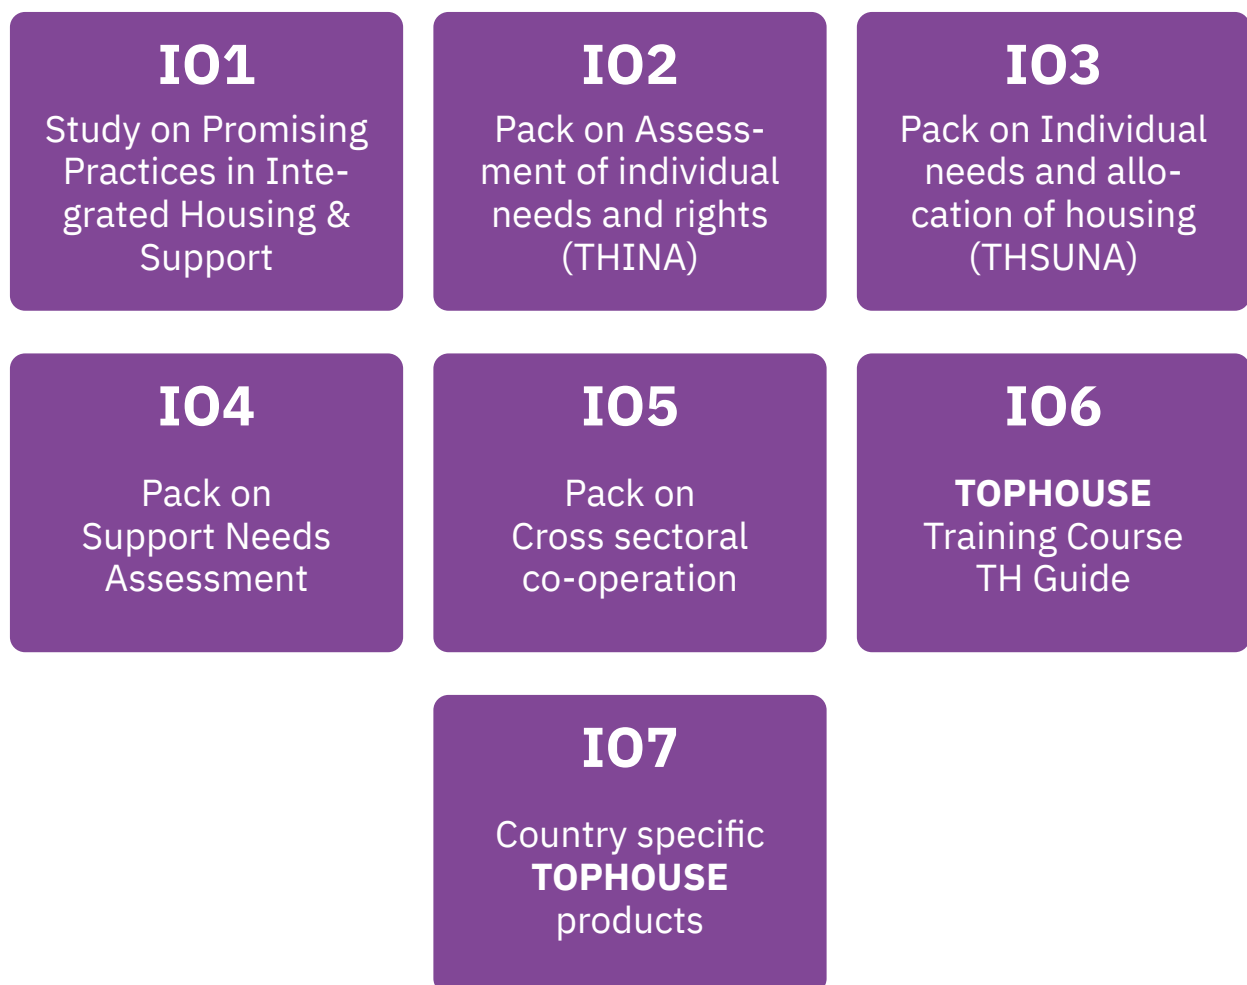 IO1
Study on Promising
Practices in Inte-
grated Housing &
Support
IO2
Pack on Assess-
ment of individual
needs and rights
(THINA)
IO3
Pack on Individual
needs and allo-
cation of housing
(THSUNA)
IO4
Pack on
Support Needs
Assessment
IO5
Pack on
Cross sectoral
co-operation
IO6
TOPHOUSE
Training Course
TH Guide
IO7
Country specific
TOPHOUSE
products